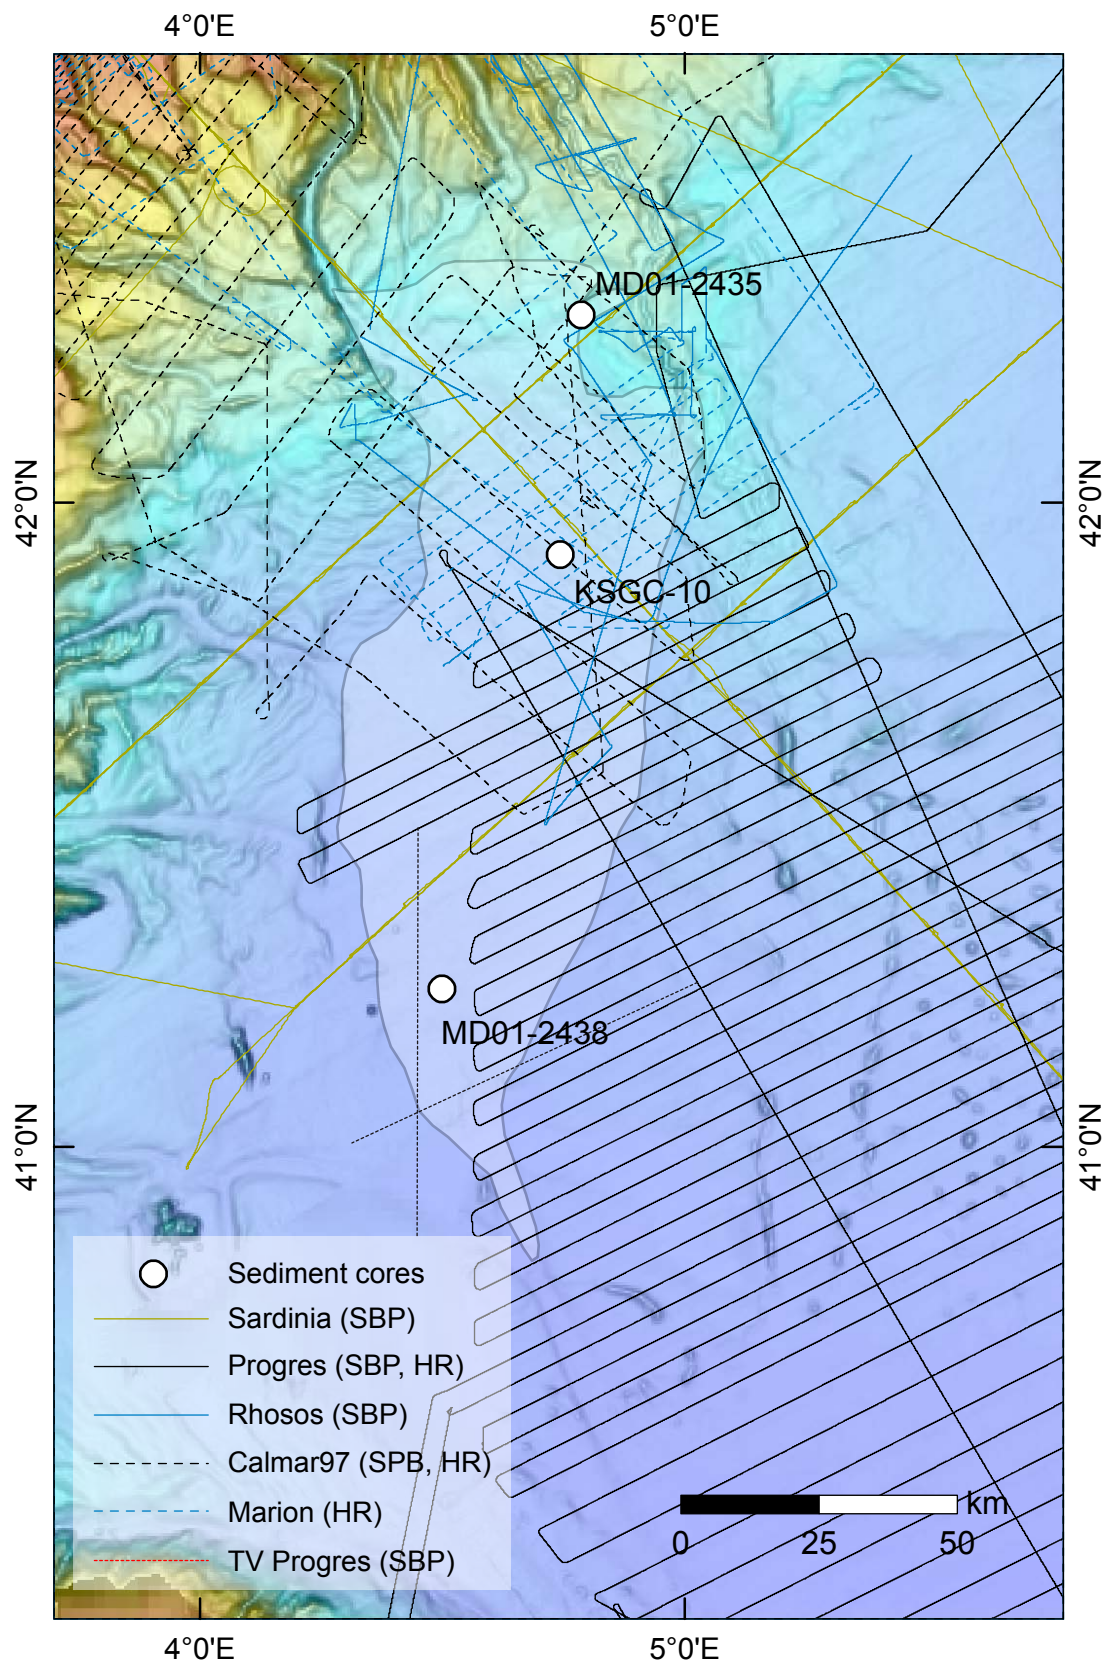 4°0'E
5°0'E
MD01-2435
42°0'N
42°0'N
KSGC-10
MD01-2438
41°0'N
41°0'N
Sediment cores
Sardinia (SBP)
Progres (SBP, HR)
Rhosos (SBP)
Calmar97 (SPB, HR)
Marion (HR)
TV Progres (SBP)
km
0
25
50
4°0'E
5°0'E